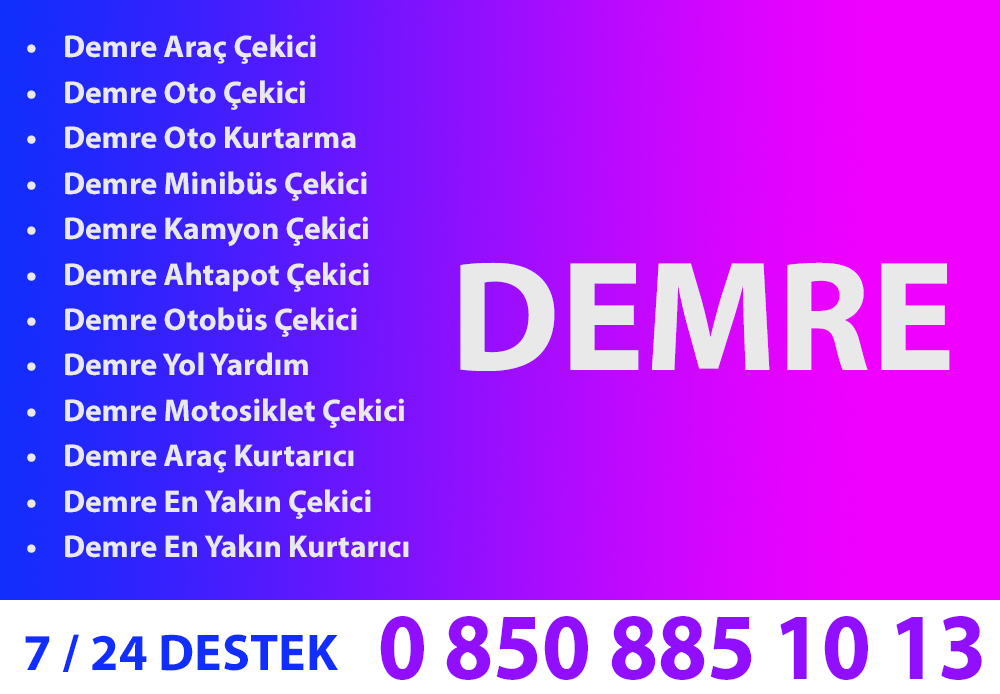 • Demre Araç Çekici
• Demre Oto Çekici
• Demre Oto Kurtarma
• Demre Minibüs Çekici
• Demre Kamyon Çekici
• Demre Ahtapot Çekici
• Demre Otobüs Çekici
• Demre Yol Yardım
• Demre Motosiklet Çekici
• Demre Araç Kurtarıcı
• Demre En Yakın Çekici
• Demre En Yakın Kurtarıcı
DEMRE
7 / 24 DESTEK 0 850 885 10 13